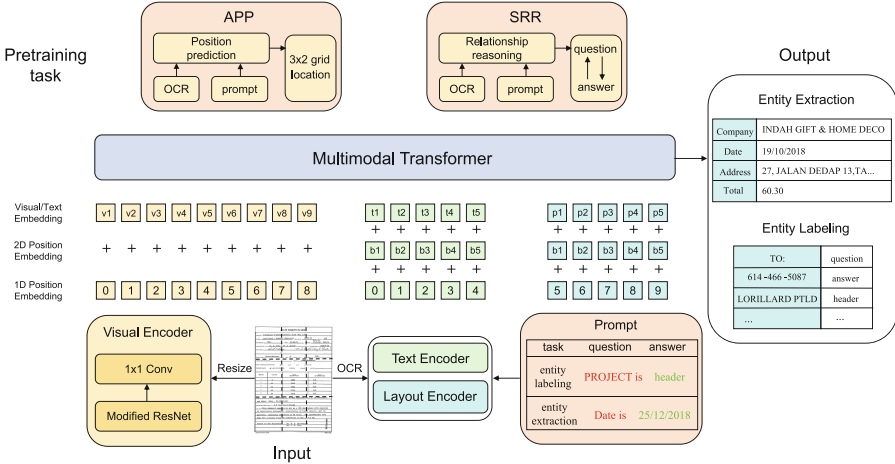 APP
SRR
Pretraining
task
Position
prediction
3x2 grid
location
OCR
prompt
Relationship
reasoning
question
answer
OCR
prompt
Output
Entity Extraction
Company INDAH GIFT & HOME DECO
Date 19/10/2018
Address 27, JALAN DEDAP 13,TA...
Total 60.30
Entity Labeling
TO: question
614 -466 -5087 answer
LORILLARD PTLD header
... ...
Multimodal Transformer
Visual/Text
Embedding
v1 v2 v3 v4 v5 v6 v7 v8 v9 t1 t2 t3 t4 t5 p1 p2 p3 p4 p5
+ + + + + + + + + +
2D Position
Embedding
+ + + + + + + + + b1 b2 b3 b4 b5 b1 b2 b3 b4 b5
+ + + + + + + + + +
1D Position
Embedding
0 1 2 3 4 5 6 7 8 0 1 2 3 4 5 6 7 8 9
Visual Encoder
1x1 Conv
Modified ResNet
Resize
OCR
Input
Text Encoder
Layout Encoder
Prompt
task question answer
entity
labeling
PROJECT is header
entity
extraction
Date is 25/12/2018